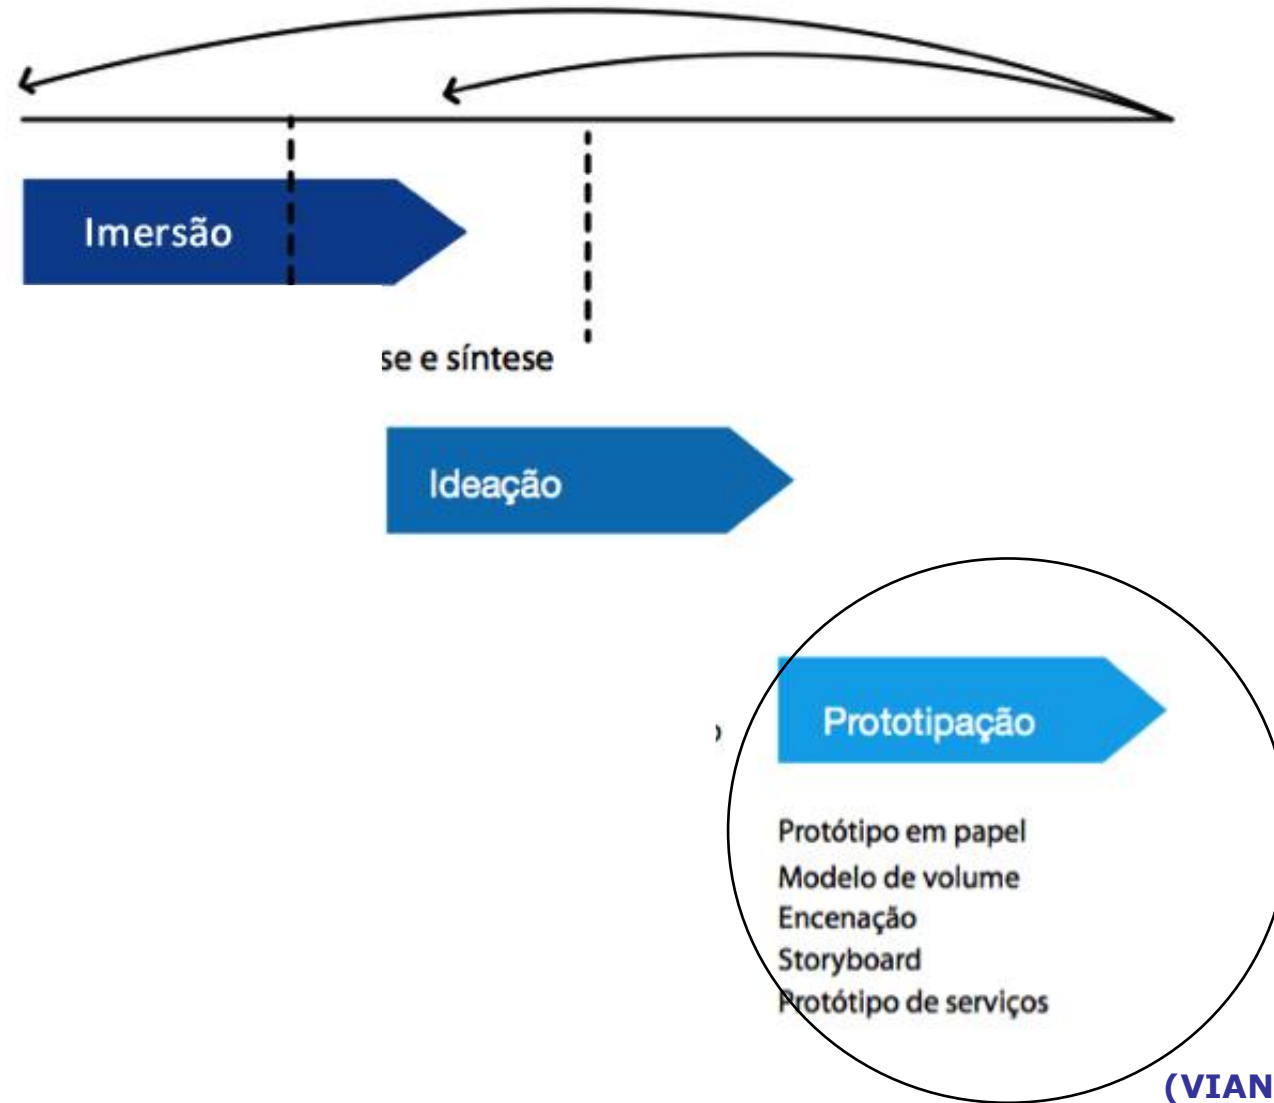 Imersão
se e síntese
Ideação
Prototipação
Protótipo em papel
Modelo de volume
Encenação
Storyboard
Protótipo de serviços
(VIAN